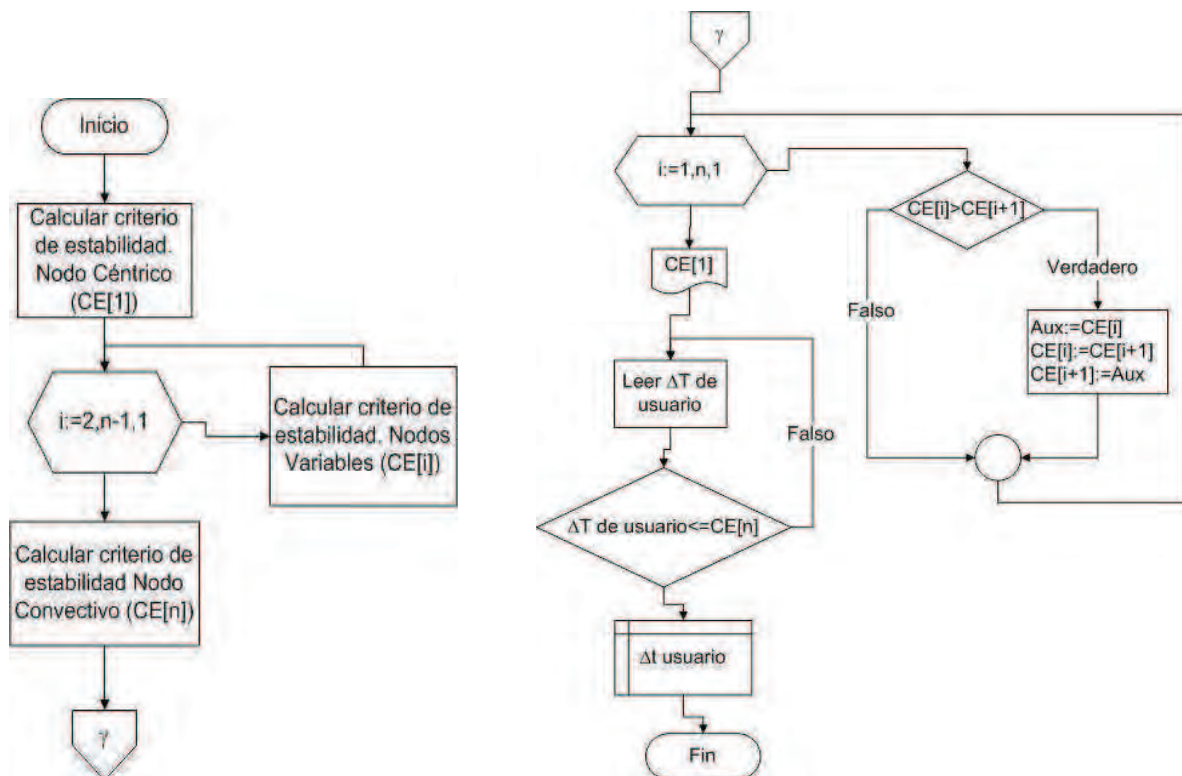 Inicio
Calcular criterio
de estabilidad.
Nodo Céntrico
(CE[1])
i:=2,n-1,1
Calcular criterio de
estabilidad. Nodos
Variables (CE[i])
Calcular criterio de
estabilidad Nodo
Convectivo (CE[n])
γ
γ
i:=1,n,1
CE[i]>CE[i+1]
Verdadero
Falso
Aux:=CE[i]
CE[i]:=CE[i+1]
CE[i+1]:=Aux
CE[1]
Leer ΔT de
usuario
Falso
ΔT de usuario<=CE[n]
Δt usuario
Fin